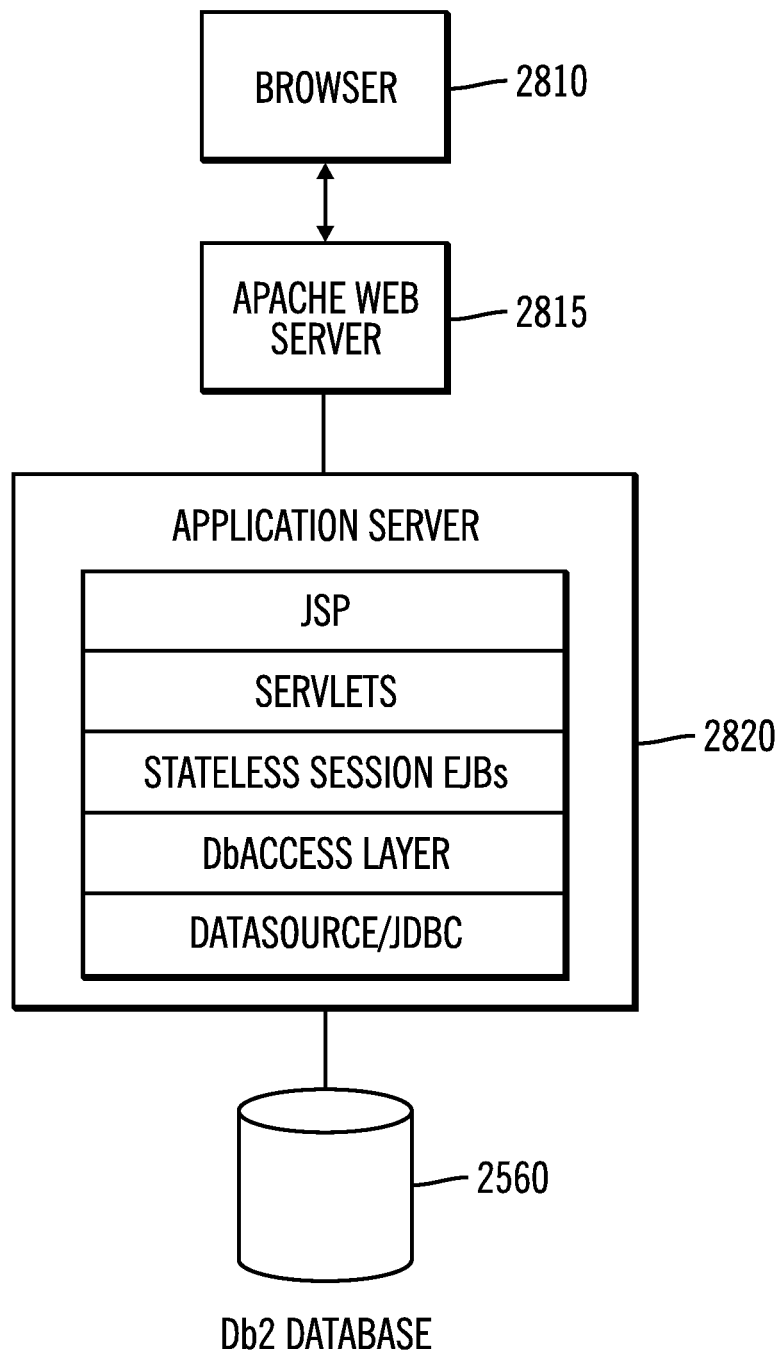 BROWSER
2810
APACHE WEB
SERVER
2815
APPLICATION SERVER
JSP
SERVLETS
STATELESS SESSION EJBs
2820
DbACCESS LAYER
DATASOURCE/JDBC
2560
Db2 DATABASE